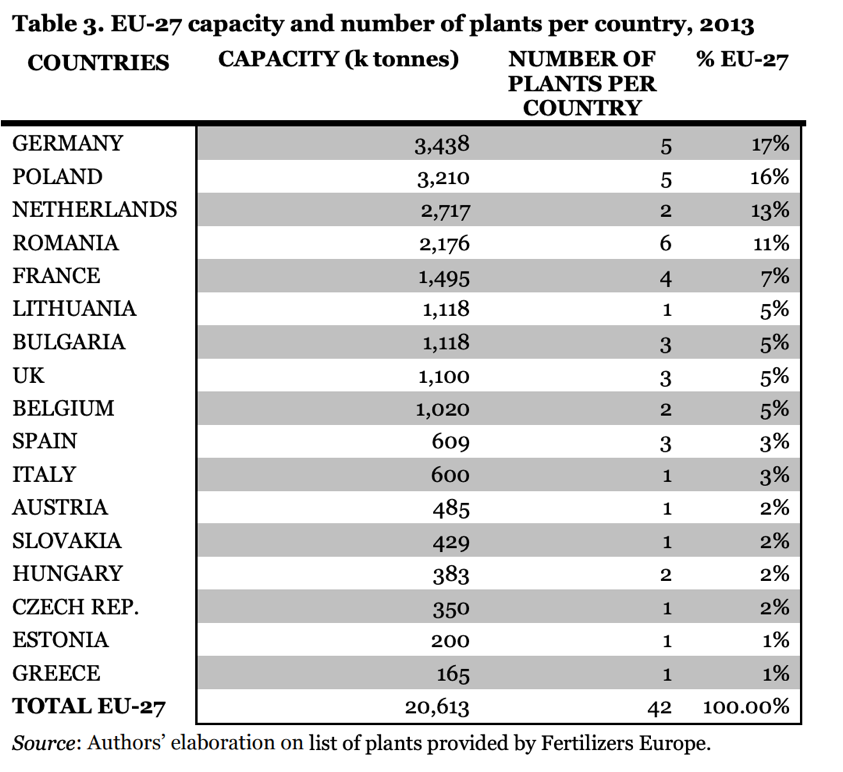 Table 3. EU-27 capacity and number of plants per country, 2013
COUNTRIES CAPACITY (k tonnes) NUMBER OF PLANTS PER COUNTRY % EU-27
GERMANY 3,438 5 17%
POLAND 3,210 5 16%
NETHERLANDS 2,717 2 13%
ROMANIA 2,176 6 11%
FRANCE 1,495 4 7%
LITHUANIA 1,118 1 5%
BULGARIA 1,118 3 5%
UK 1,100 3 5%
BELGIUM 1,020 2 5%
SPAIN 609 3 3%
ITALY 600 1 3%
AUSTRIA 485 1 2%
SLOVAKIA 429 1 2%
HUNGARY 383 2 2%
CZECH REP. 350 1 2%
ESTONIA 200 1 1%
GREECE 165 1 1%
TOTAL EU-27 20,613 42 100.00%
Source: Authors’ elaboration on list of plants provided by Fertilizers Europe.